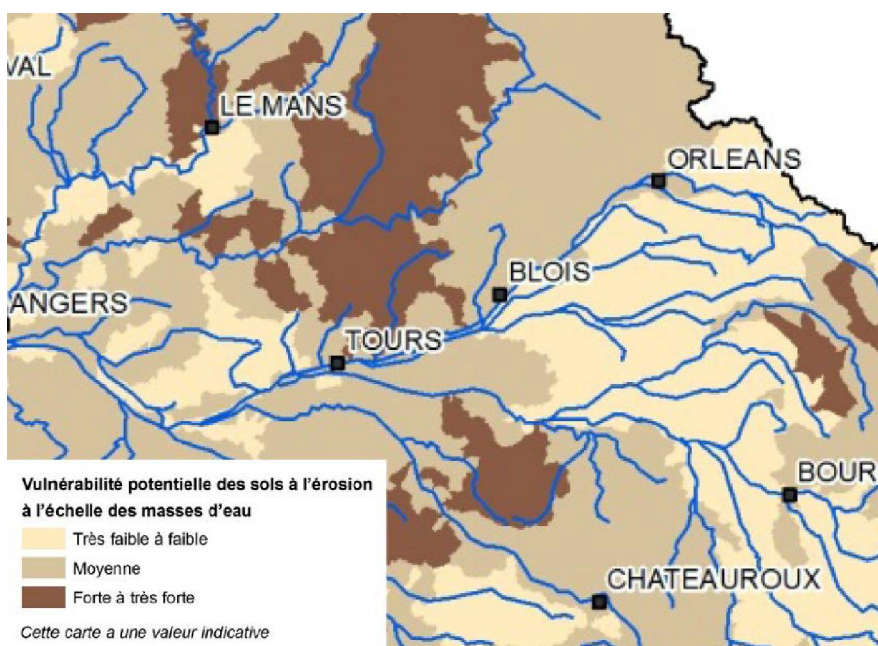 VAL
LE MANS
ORLEANS
BLOIS
ANGERS
TOURS
BOUR
CHATEAUROUX
Vulnérabilité potentielle des sols à l'érosion
à l'échelle des masses d'eau
Très faible à faible
Moyenne
Forte à très forte
Cette carte a une valeur indicative